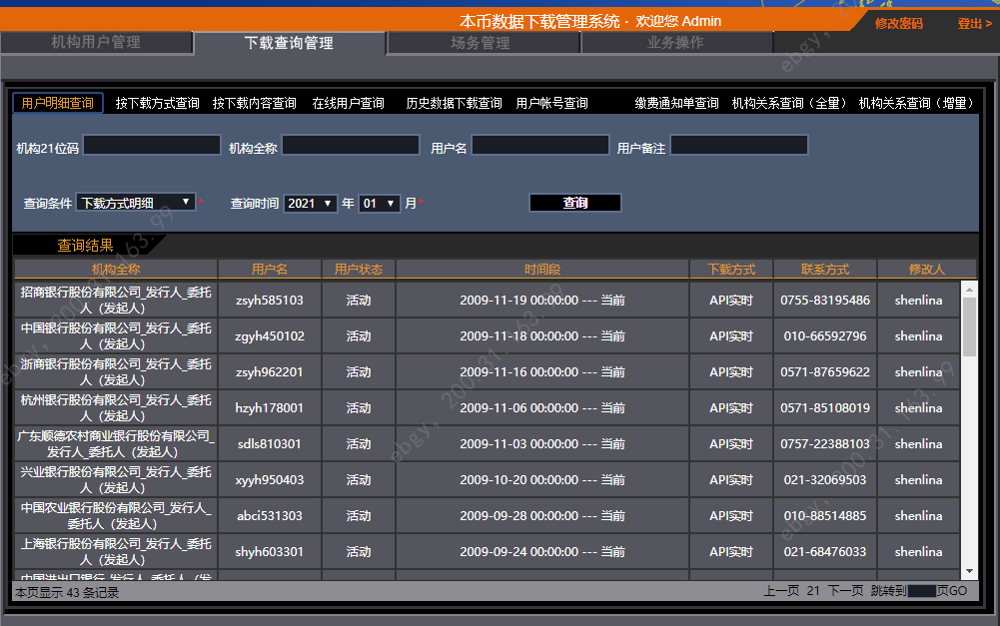 本币数据下载管理系统 · 欢迎您 Admin
修改密码 登出 >
机构用户管理 下载查询管理 场务管理 业务操作
用户明细查询 按下载方式查询 按下载内容查询 在线用户查询 历史数据下载查询 用户帐号查询 缴费通知单查询 机构关系查询（全量） 机构关系查询（增量）
机构21位码 机构全称 用户名 用户备注
查询条件 下载方式明细 * 查询时间 2021 年 01 月 * 查询
查询结果
机构全称 用户名 用户状态 时间段 下载方式 联系方式 修改人
招商银行股份有限公司_发行人_委托
人（发起人） zsyh585103 活动 2009-11-19 00:00:00 --- 当前 API实时 0755-83195486 shenlina
中国银行股份有限公司_发行人_委托
人（发起人） zgyh450102 活动 2009-11-18 00:00:00 --- 当前 API实时 010-66592796 shenlina
浙商银行股份有限公司_发行人_委托
人（发起人） zsyh962201 活动 2009-11-16 00:00:00 --- 当前 API实时 0571-87659622 shenlina
杭州银行股份有限公司_发行人_委托
人（发起人） hzyh178001 活动 2009-11-06 00:00:00 --- 当前 API实时 0571-85108019 shenlina
广东顺德农村商业银行股份有限公司_
发行人_委托人（发起人） sdls810301 活动 2009-11-03 00:00:00 --- 当前 API实时 0757-22388103 shenlina
兴业银行股份有限公司_发行人_委托
人（发起人） xyyh950403 活动 2009-10-20 00:00:00 --- 当前 API实时 021-32069503 shenlina
中国农业银行股份有限公司_发行人_
委托人（发起人） abci531303 活动 2009-09-28 00:00:00 --- 当前 API实时 010-88514885 shenlina
上海银行股份有限公司_发行人_委托
人（发起人） shyh603301 活动 2009-09-24 00:00:00 --- 当前 API实时 021-68476033 shenlina
中国进出口银行_发行人_委托人（发
本页显示 43 条记录 上一页 21 下一页 跳转到 页GO
ebgy, 200.31.163.99